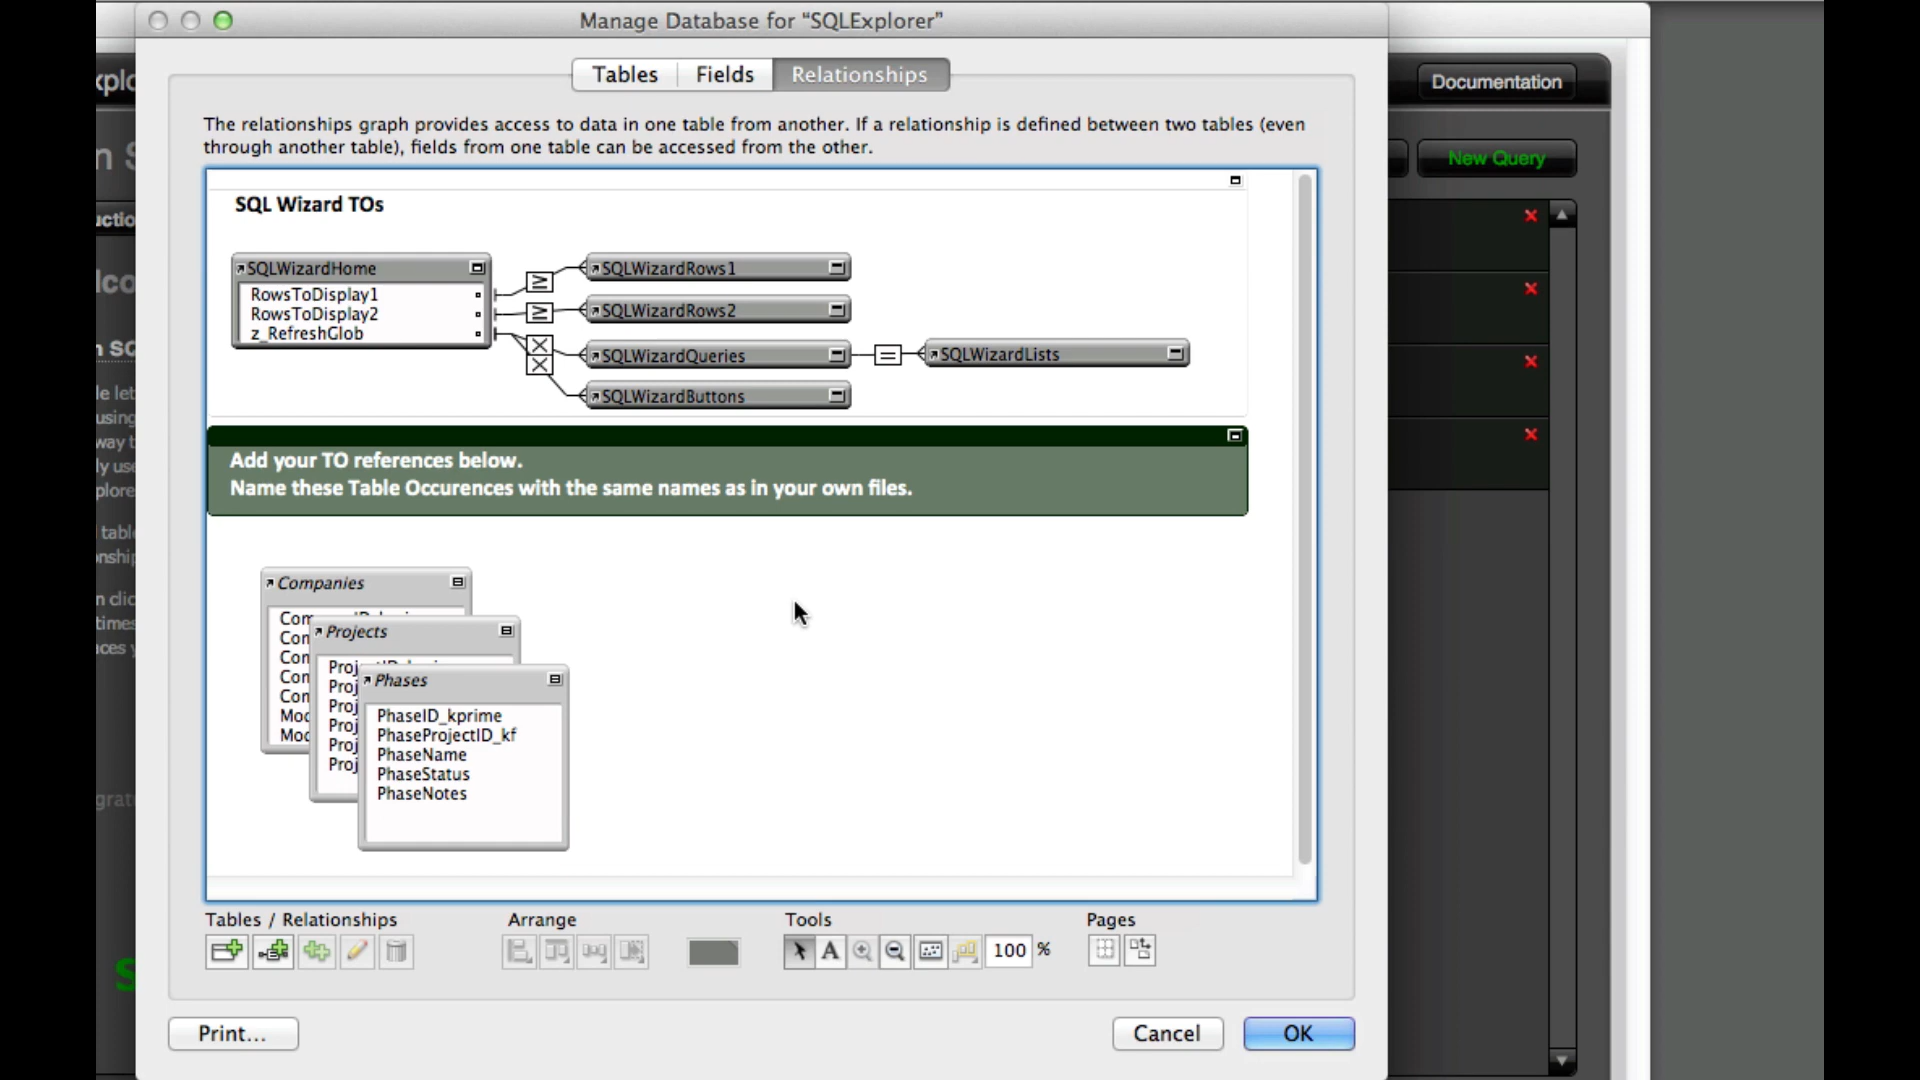 Manage Database for “SQLExplorer”
Tables
Fields
Relationships
Documentation
The relationships graph provides access to data in one table from another. If a relationship is defined between two tables (even
through another table), fields from one table can be accessed from the other.
New Query
SQL Wizard TOs
SQLWizardHome
RowsToDisplay1
RowsToDisplay2
z_RefreshGlob
SQLWizardRows1
SQLWizardRows2
SQLWizardQueries
SQLWizardLists
SQLWizardButtons
Add your TO references below.
Name these Table Occurences with the same names as in your own files.
Companies
Projects
Phases
PhaseID_kprime
PhaseProjectID_kf
PhaseName
PhaseStatus
PhaseNotes
Tables / Relationships
Arrange
Tools
Pages
A
100 %
Print...
Cancel
OK